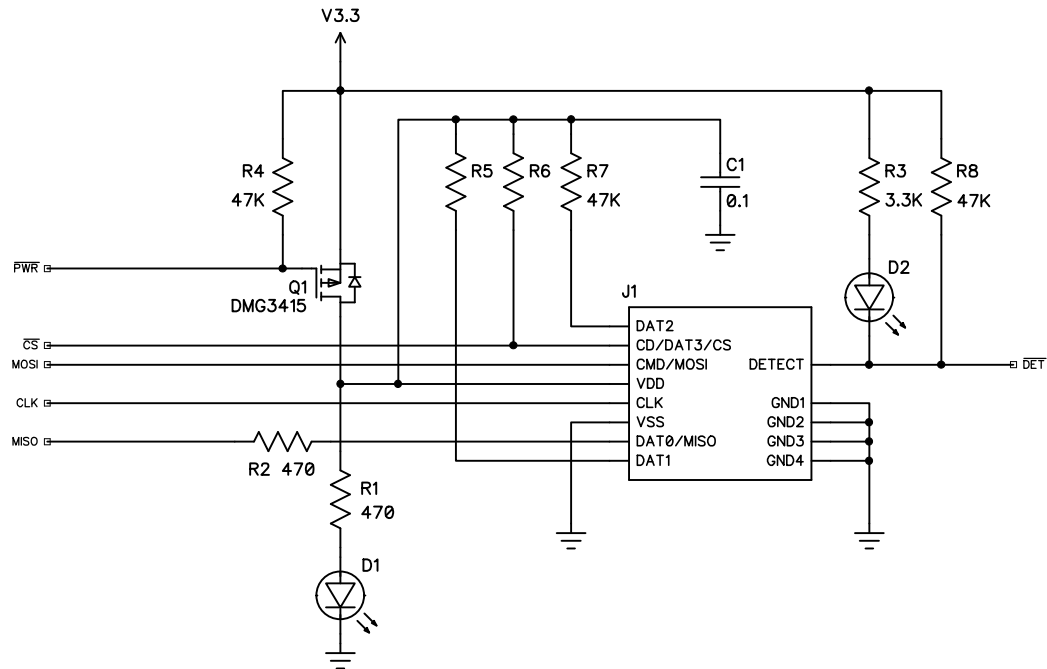 V3.3
R4
47K
R5
R6
R7
47K
C1
0.1
R3
3.3K
R8
47K
PWR
Q1
DMG3415
D2
J1
DAT2
CS
CD/DAT3/CS
MOSI
CMD/MOSI
DETECT
DET
VDD
CLK
CLK
GND1
VSS
GND2
MISO
DAT0/MISO
GND3
R2 470
DAT1
GND4
R1
470
D1